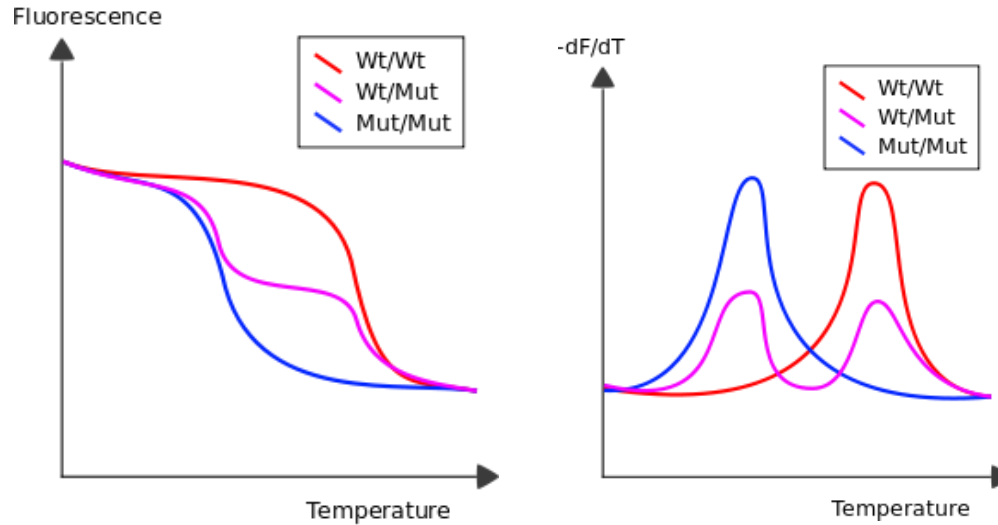 Fluorescence
Wt/Wt
Wt/Mut
Mut/Mut
Temperature
-dF/dT
Wt/Wt
Wt/Mut
Mut/Mut
Temperature